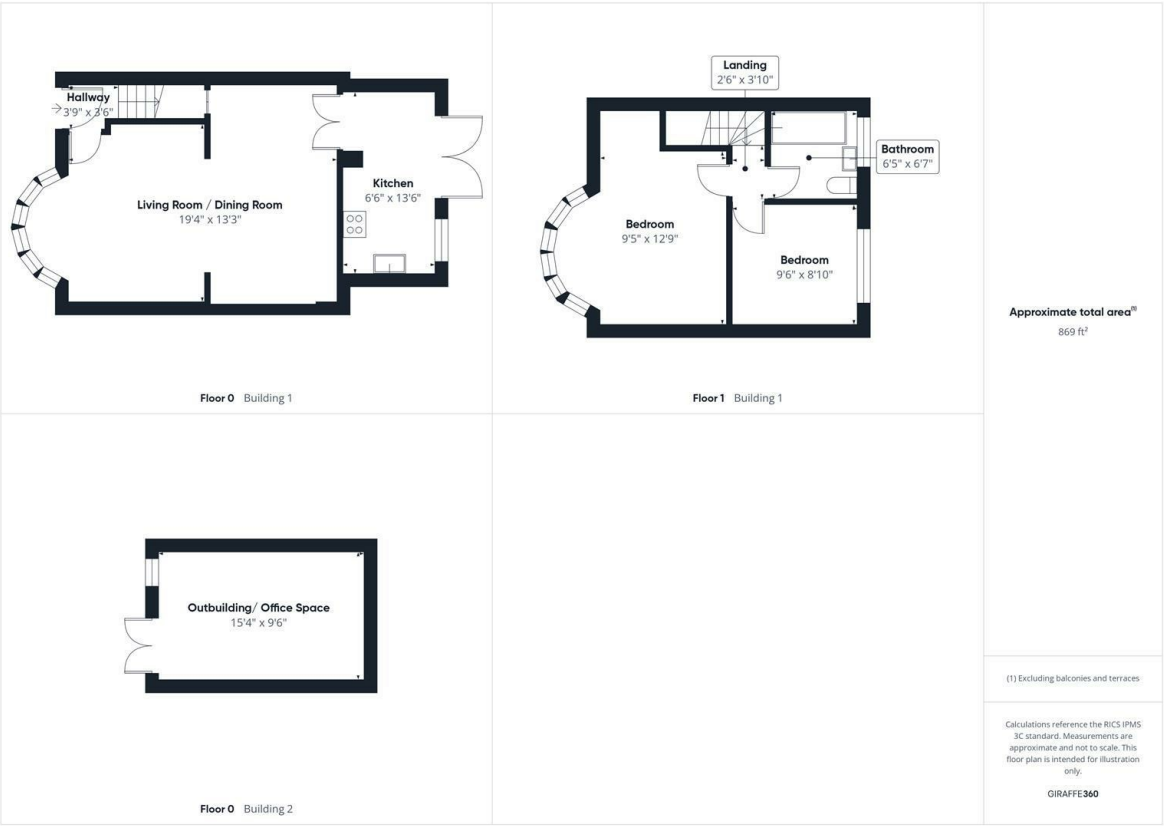 Hallway
3'9" x 3'6"
Living Room / Dining Room
19'4" x 13'3"
Kitchen
6'6" x 13'6"
Floor 0 Building 1
Landing
2'6" x 3'10"
Bathroom
6'5" x 6'7"
Bedroom
9'5" x 12'9"
Bedroom
9'6" x 8'10"
Floor 1 Building 1
Outbuilding/ Office Space
15'4" x 9'6"
Floor 0 Building 2
Approximate total area(1)
869 ft²
(1) Excluding balconies and terraces
Calculations reference the RICS IPMS
3C standard. Measurements are
approximate and not to scale. This
floor plan is intended for illustration
only.
GIRAFFE360